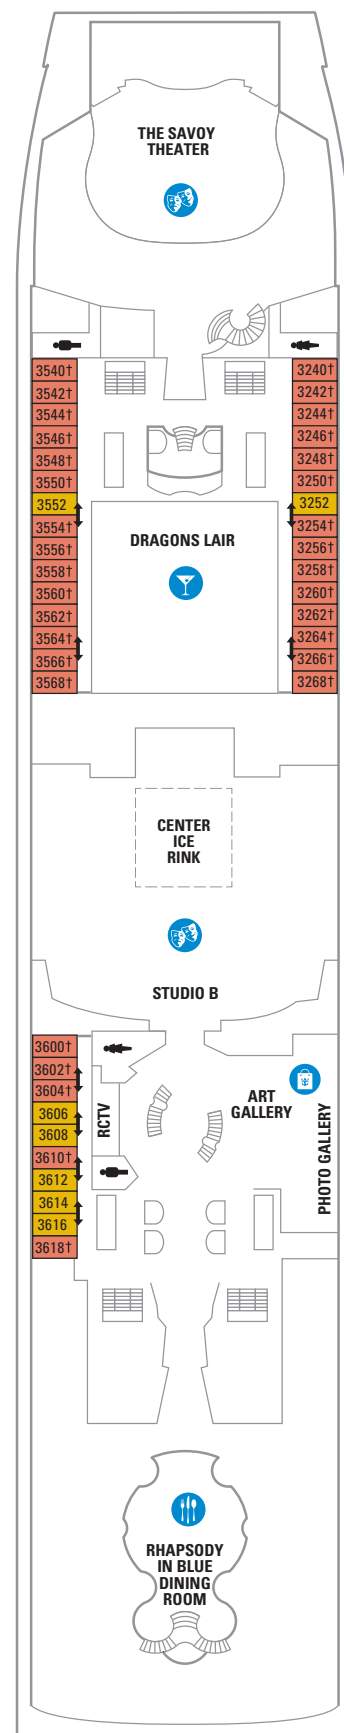 THE SAVOY
THEATER
3540†
3542†
3544†
3546†
3548†
3550†
3552
3554†
3556†
3558†
3560†
3562†
3564†
3566†
3568†
3240†
3242†
3244†
3246†
3248†
3250†
3252
3254†
3256†
3258†
3260†
3262†
3264†
3266†
3268†
DRAGONS LAIR
CENTER
ICE
RINK
STUDIO B
3600†
3602†
3604†
3606
3608
3610†
3612
3614
3616
3618†
RCTV
ART
GALLERY
PHOTO GALLERY
RHAPSODY
IN BLUE
DINING
ROOM